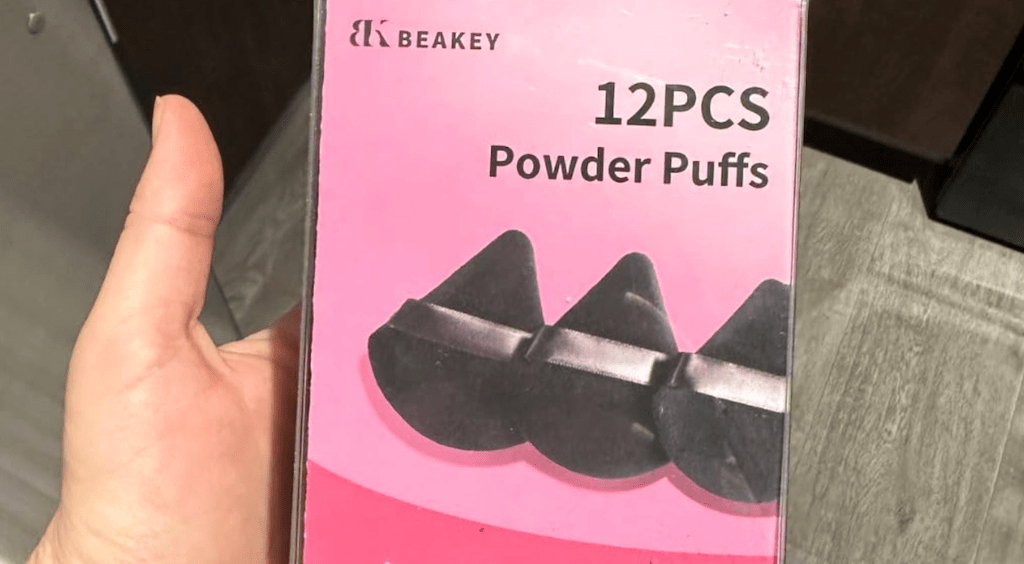 BK BEAKEY
12PCS
Powder Puffs